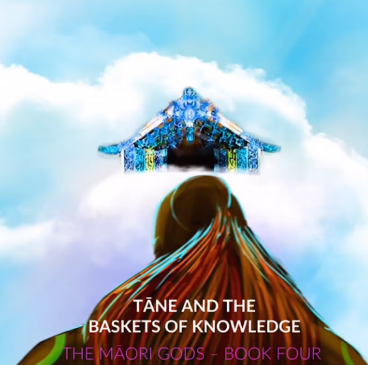 TĀNE AND THE
BASKETS OF KNOWLEDGE
THE MĀORI GODS – BOOK FOUR